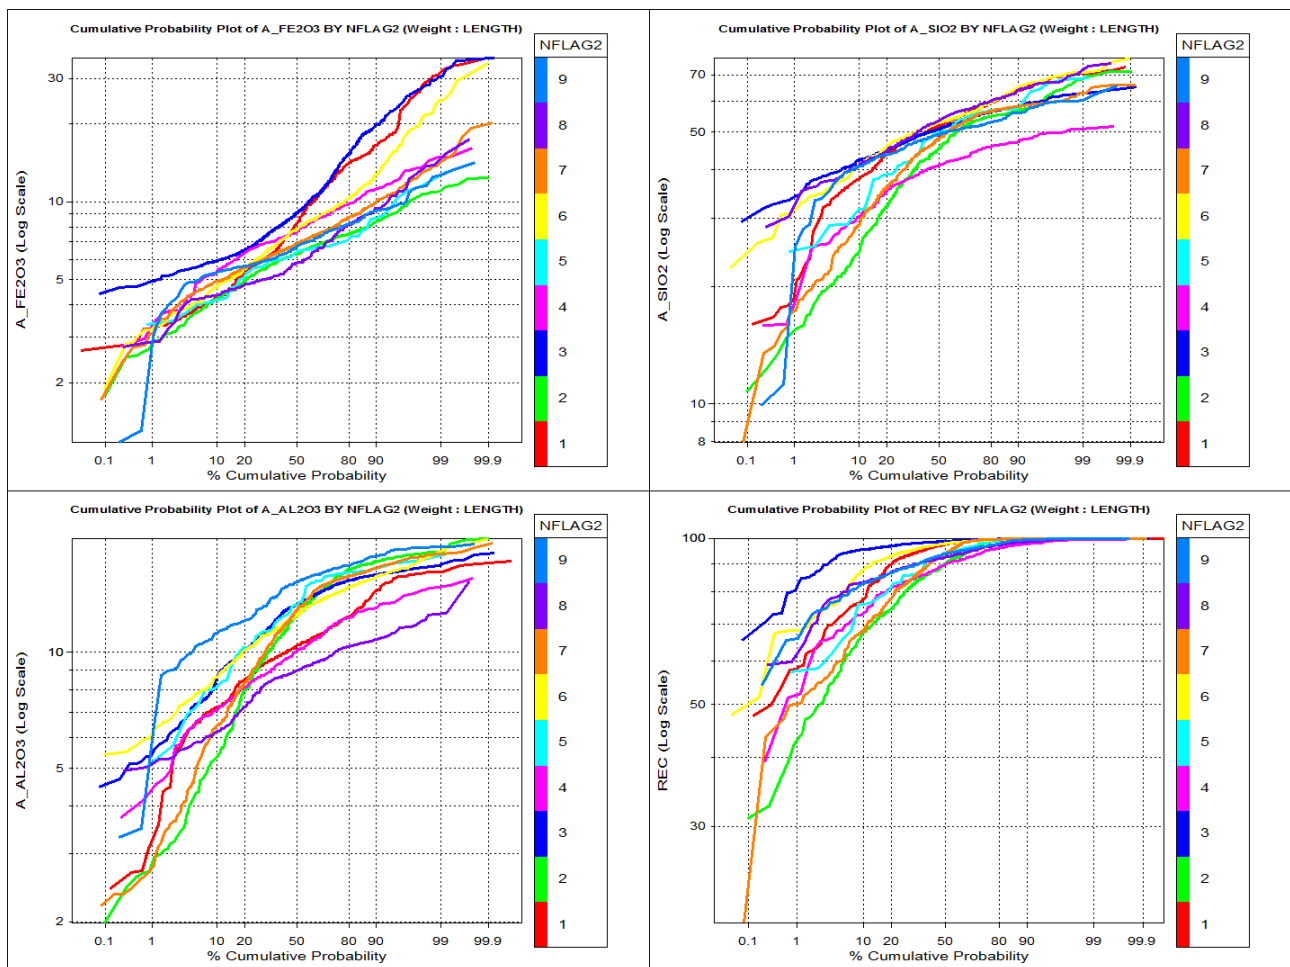 Cumulative Probability Plot of A_FE2O3 BY NFLAG2 (Weight : LENGTH)
NFLAG2
30
10
5
2
A_FE2O3 (Log Scale)
0.1 1 10 20 50 80 90 99 99.9
% Cumulative Probability
9
8
7
6
5
4
3
2
1
Cumulative Probability Plot of A_SIO2 BY NFLAG2 (Weight : LENGTH)
NFLAG2
70
50
10
8
A_SIO2 (Log Scale)
0.1 1 10 20 50 80 90 99 99.9
% Cumulative Probability
9
8
7
6
5
4
3
2
1
Cumulative Probability Plot of A_AL2O3 BY NFLAG2 (Weight : LENGTH)
NFLAG2
10
5
2
A_AL2O3 (Log Scale)
0.1 1 10 20 50 80 90 99 99.9
% Cumulative Probability
9
8
7
6
5
4
3
2
1
Cumulative Probability Plot of REC BY NFLAG2 (Weight : LENGTH)
NFLAG2
100
50
30
REC (Log Scale)
0.1 1 10 20 50 80 90 99 99.9
% Cumulative Probability
9
8
7
6
5
4
3
2
1